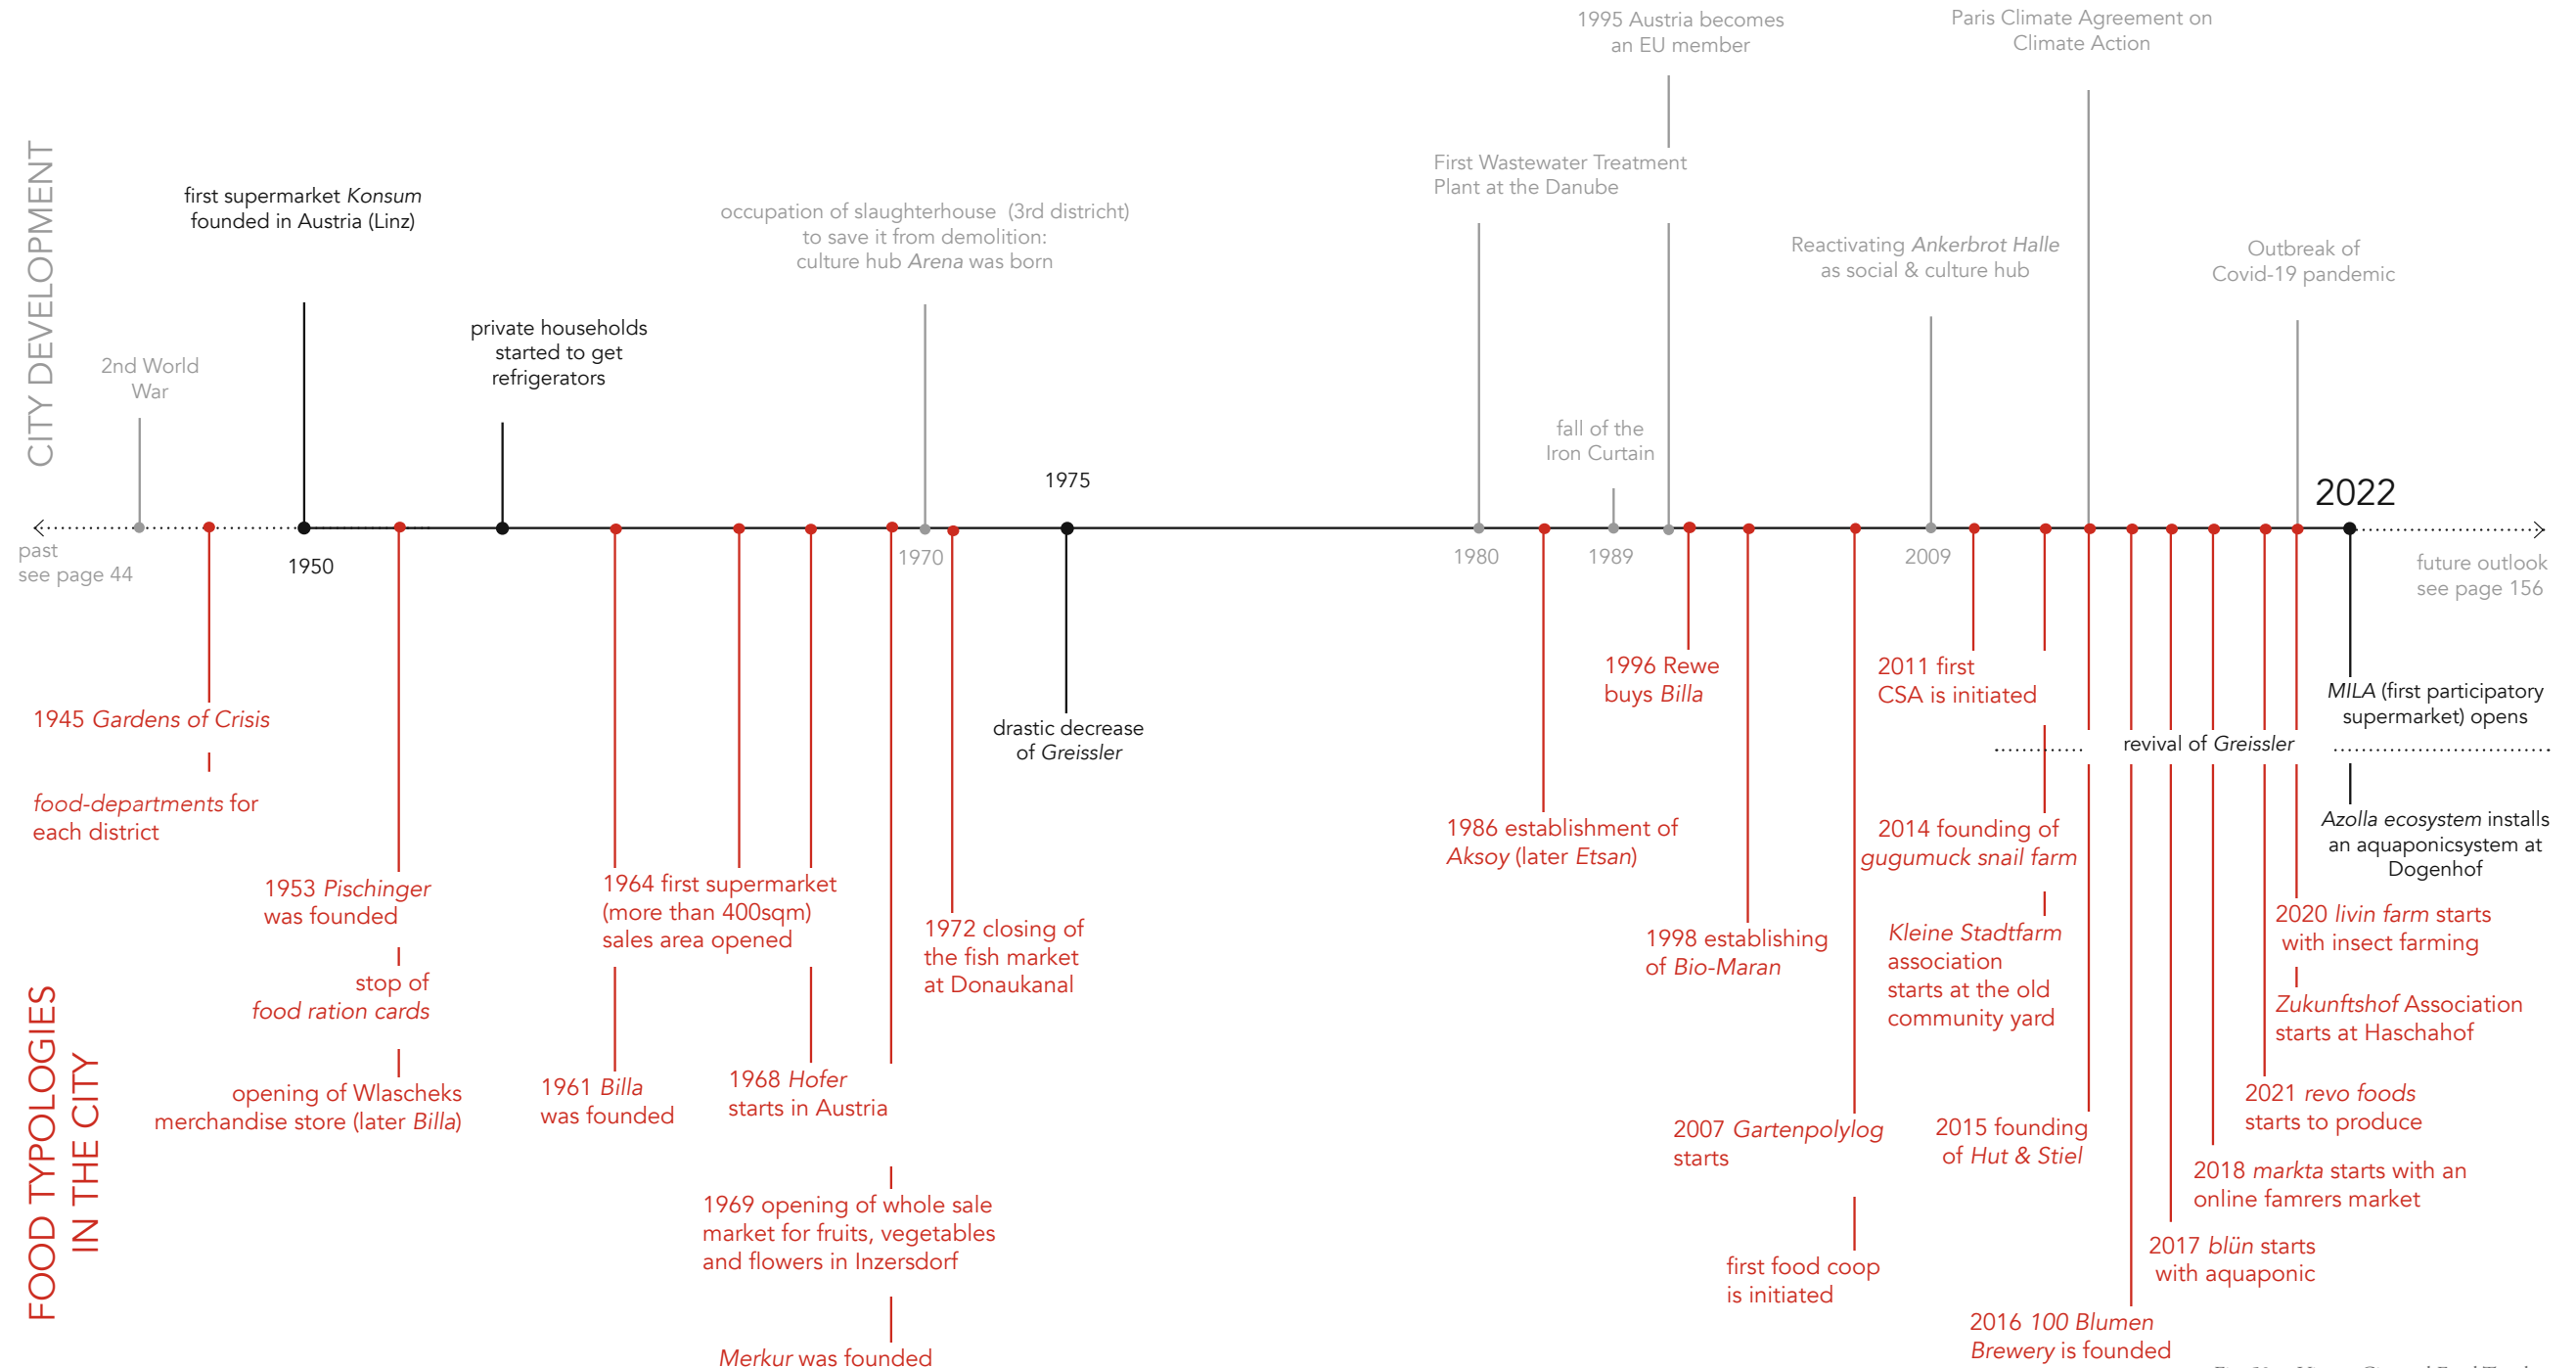 CITY DEVELOPMENT
FOOD TYPOLOGIES
IN THE CITY
past
see page 44
2nd World
War
first supermarket Konsum
founded in Austria (Linz)
1950
private households
started to get
refrigerators
occupation of slaughterhouse (3rd districht)
to save it from demolition:
culture hub Arena was born
1970
1975
drastic decrease
of Greissler
First Wastewater Treatment
Plant at the Danube
1980
fall of the
Iron Curtain
1989
1995 Austria becomes
an EU member
Reactivating Ankerbrot Halle
as social & culture hub
2009
Paris Climate Agreement on
Climate Action
Outbreak of
Covid-19 pandemic
2022
future outlook
see page 156
1945 Gardens of Crisis
food-departments for
each district
1953 Pischinger
was founded
stop of
food ration cards
opening of Wlascheks
merchandise store (later Billa)
1961 Billa
was founded
1964 first supermarket
(more than 400sqm)
sales area opened
1968 Hofer
starts in Austria
1969 opening of whole sale
market for fruits, vegetables
and flowers in Inzersdorf
Merkur was founded
1972 closing of
the fish market
at Donaukanal
1986 establishment of
Aksoy (later Etsan)
1996 Rewe
buys Billa
1998 establishing
of Bio-Maran
2007 Gartenpolylog
starts
first food coop
is initiated
2011 first
CSA is initiated
2014 founding of
gugumuck snail farm
Kleine Stadtfarm
association
starts at the old
community yard
2015 founding
of Hut & Stiel
2016 100 Blumen
Brewery is founded
2017 blün starts
with aquaponic
2018 markta starts with an
online famrers market
2021 revo foods
starts to produce
2020 livin farm starts
with insect farming
Zukunftshof Association
starts at Haschahof
revival of Greissler
MILA (first participatory
supermarket) opens
Azolla ecosystem installs
an aquaponicsystem at
Dogenhof